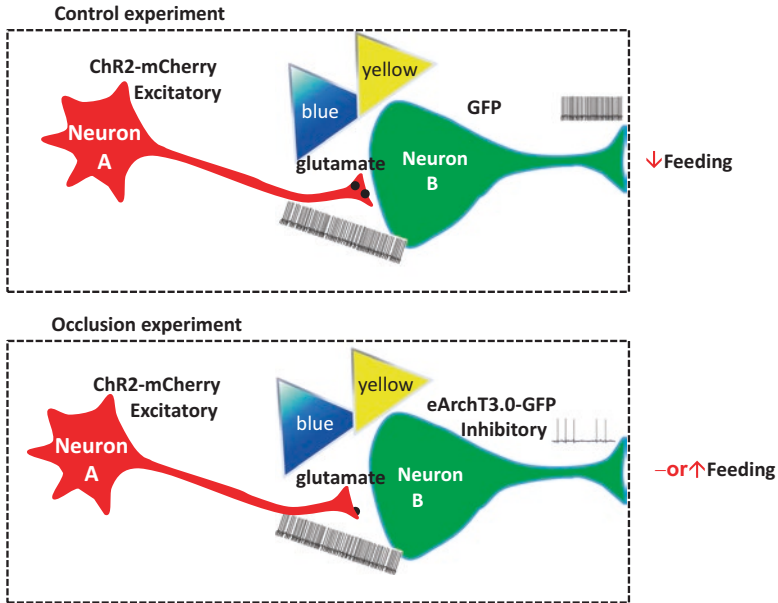 Control experiment
ChR2-mCherry
Excitatory
yellow
blue
GFP
Neuron
A
glutamate
Neuron
B
↓Feeding
Occlusion experiment
ChR2-mCherry
Excitatory
yellow
blue
eArchT3.0-GFP
Inhibitory
Neuron
A
glutamate
Neuron
B
–or↑Feeding